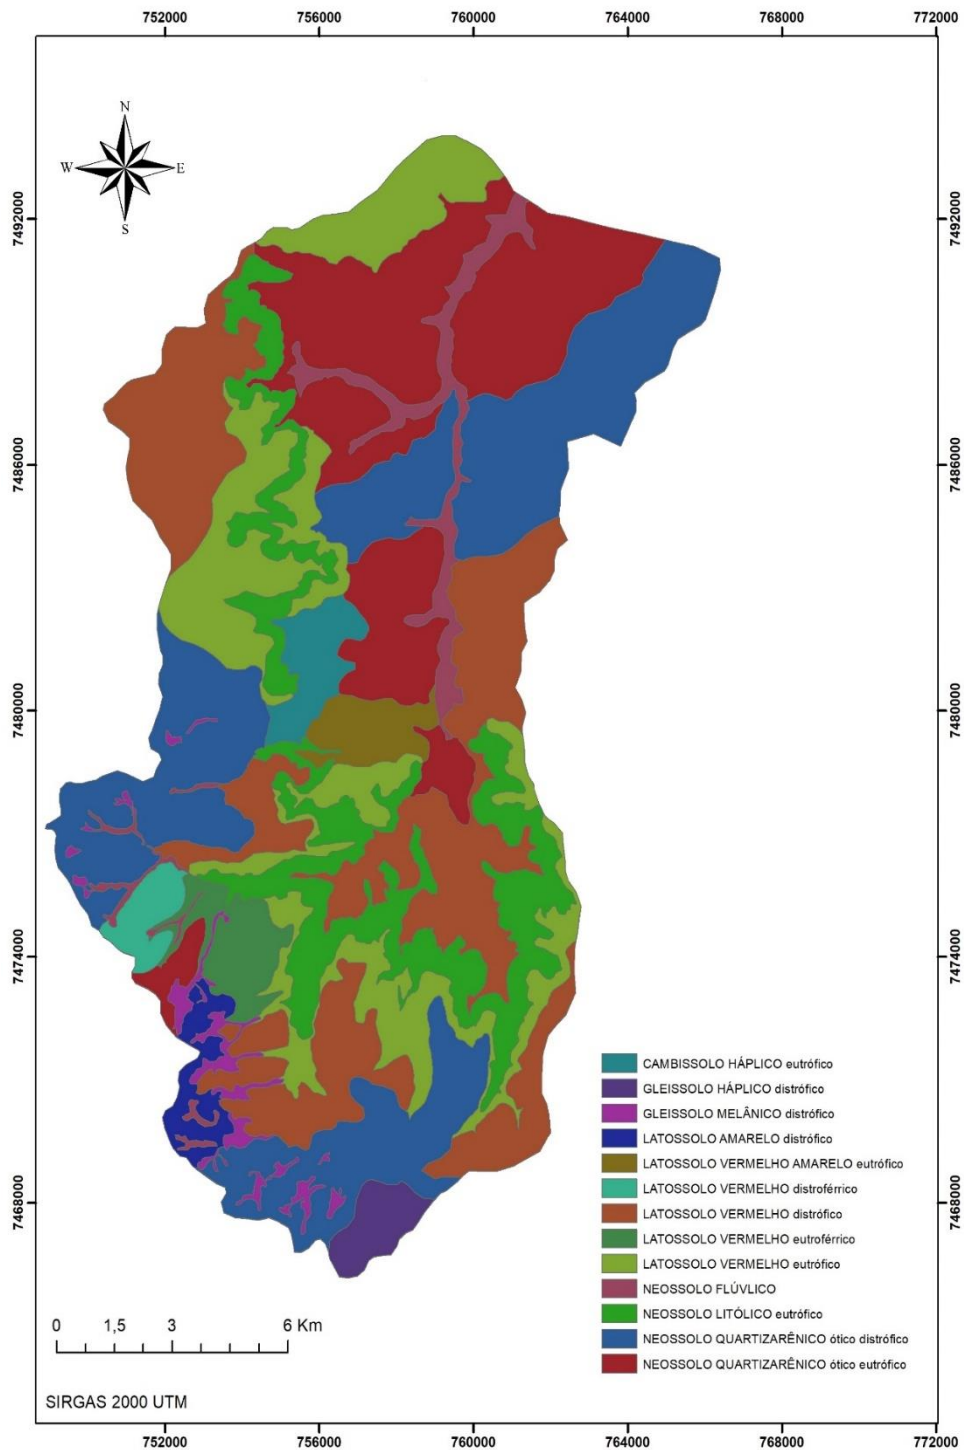 752000 756000 760000 764000 768000 772000
N
W E
S
7492000 7492000
7486000 7486000
7480000 7480000
7474000 7474000
7468000 7468000
CAMBISSOLO HÁPLICO eutrófico
GLEISSOLO HÁPLICO distrófico
GLEISSOLO MELÂNICO distrófico
LATOSSOLO AMARELO distrófico
LATOSSOLO VERMELHO AMARELO eutrófico
LATOSSOLO VERMELHO distroférrico
LATOSSOLO VERMELHO distrófico
LATOSSOLO VERMELHO eutroférrico
LATOSSOLO VERMELHO eutrófico
NEOSSOLO FLÚVLICO
NEOSSOLO LITÓLICO eutrófico
NEOSSOLO QUARTIZARÊNICO ótico distrófico
NEOSSOLO QUARTIZARÊNICO ótico eutrófico
0 1,5 3 6 Km
SIRGAS 2000 UTM
752000 756000 760000 764000 768000 772000